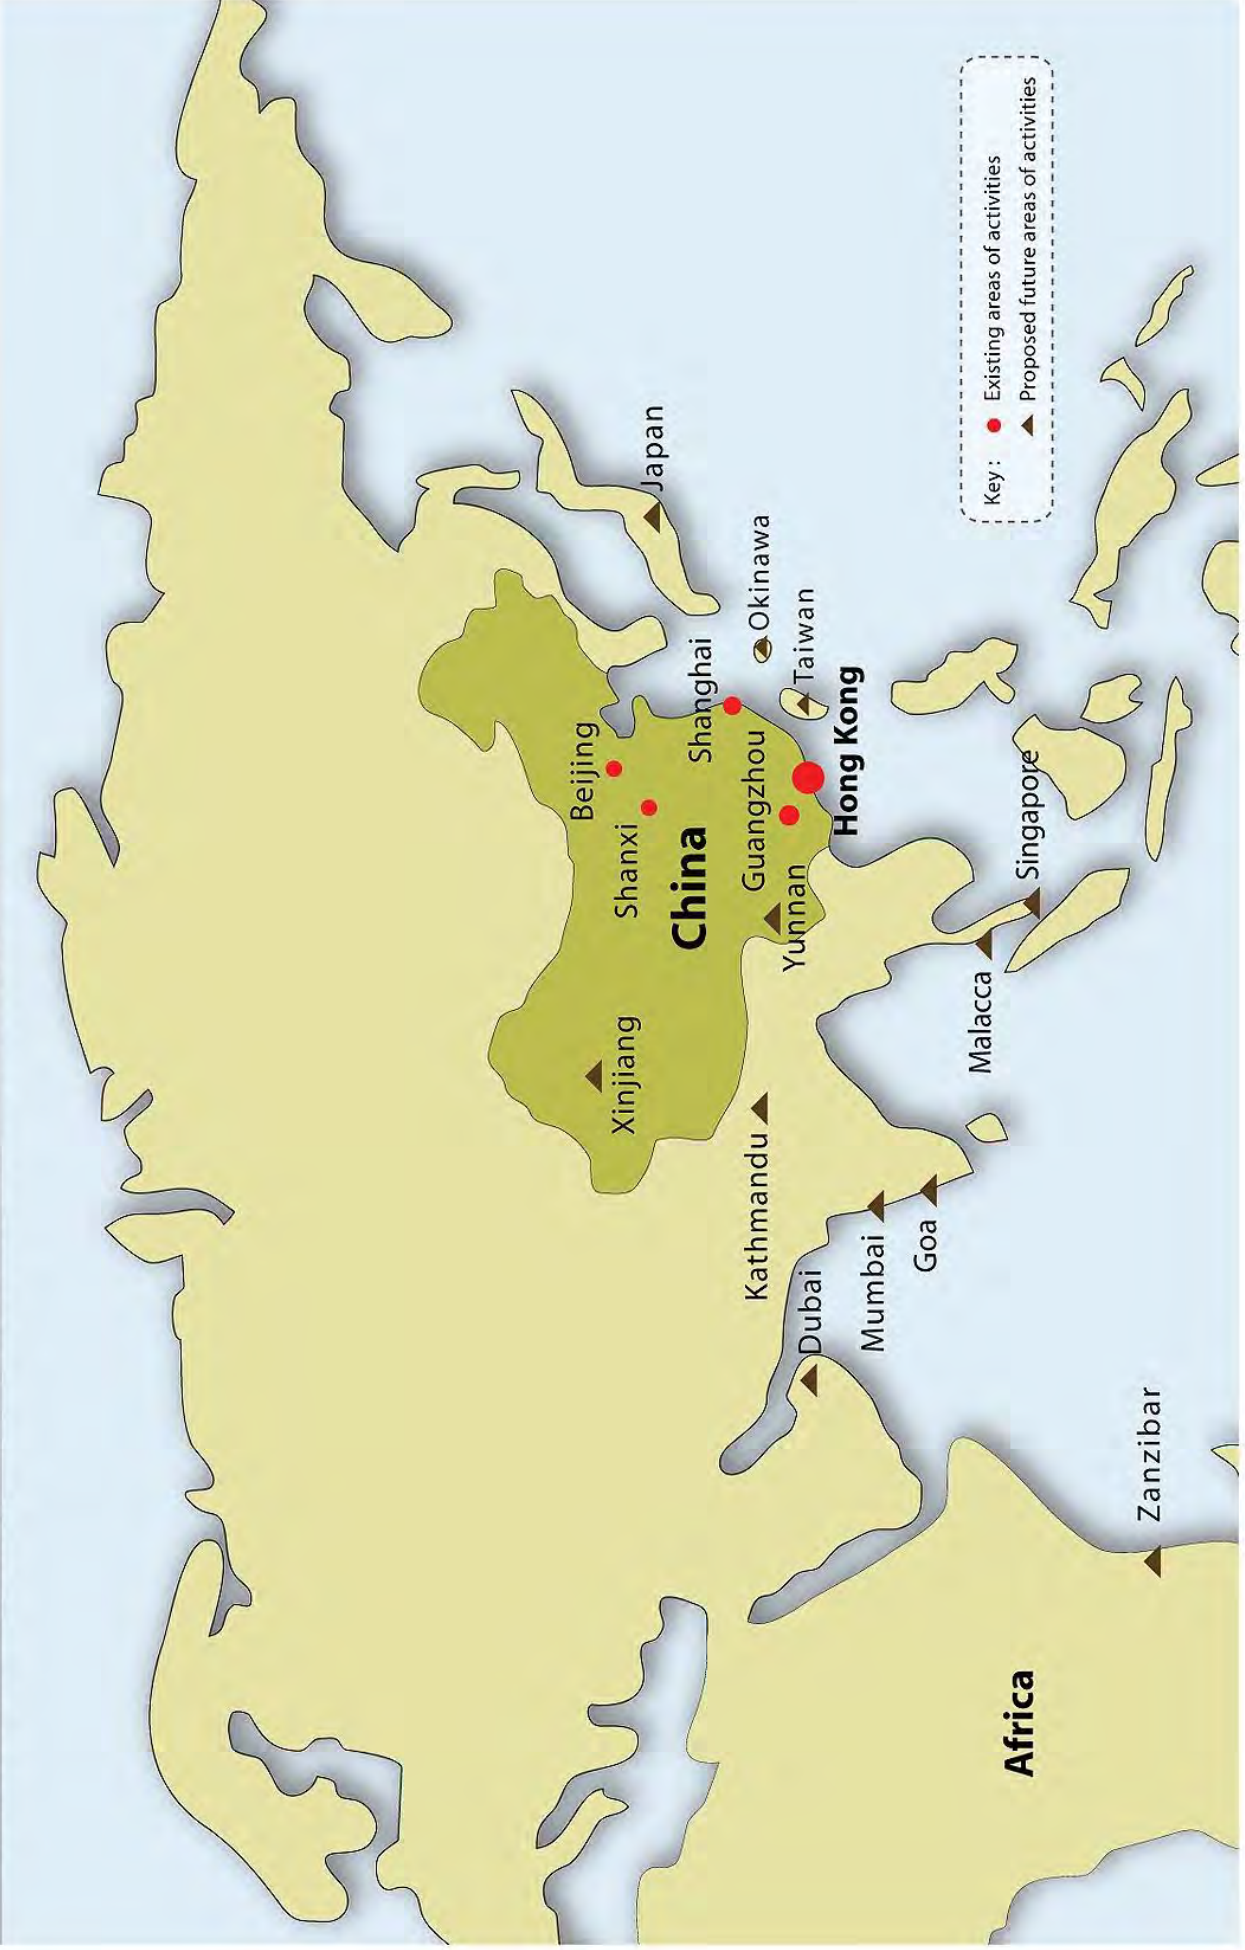 Key :
Existing areas of activities
Proposed future areas of activities
Japan
Okinawa
Taiwan
Beijing
Shanghai
Shanxi
China
Guangzhou
Hong Kong
Yunnan
Xinjiang
Kathmandu
Singapore
Malacca
Dubai
Mumbai
Goa
Zanzibar
Africa